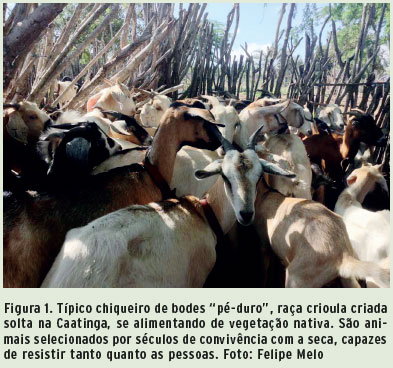 Figura 1. Típico chiqueiro de bodes “pé-duro”, raça crioula criada
solta na Caatinga, se alimentando de vegetação nativa. São ani-
mais selecionados por séculos de convivência com a seca, capazes
de resistir tanto quanto as pessoas. Foto: Felipe Melo